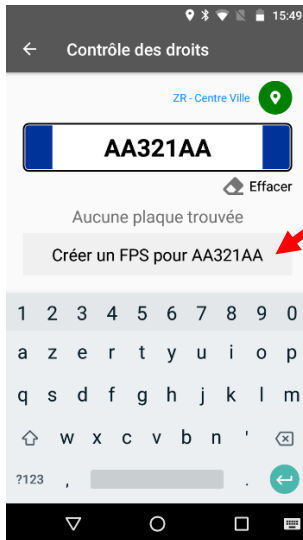 15:49
Contrôle des droits
ZR - Centre Ville
AA321AA
Effacer
Aucune plaque trouvée
Créer un FPS pour AA321AA
1 2 3 4 5 6 7 8 9 0
a z e r t y u i o p
q s d f g h j k l m
w x c v b n '
?123 , .